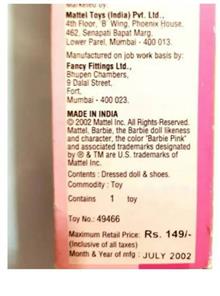 Marketed by
Mattel Toys (India) Pvt. Ltd.,
4th Floor, 'B' Wing, Phoenix House,
462, Senapati Bapat Marg,
Lower Parel, Mumbai - 400 013.
Manufactured on job work basis by:
Fancy Fittings Ltd.,
Bhupen Chambers,
9 Dalal Street,
Fort,
Mumbai - 400 023.
MADE IN INDIA
© 2002 Mattel Inc. All Rights Reserved.
Mattel, Barbie, the Barbie doll likeness
and character, the color "Barbie Pink"
and associated trademarks designated
by ® & TM are U.S. trademarks of
Mattel Inc.
Contents : Dressed doll & shoes.
Commodity : Toy
Contains 1 toy
Toy No.: 49466
Maximum Retail Price: Rs. 149/-
(Inclusive of all taxes)
Month & Year of mfg : JULY 2002